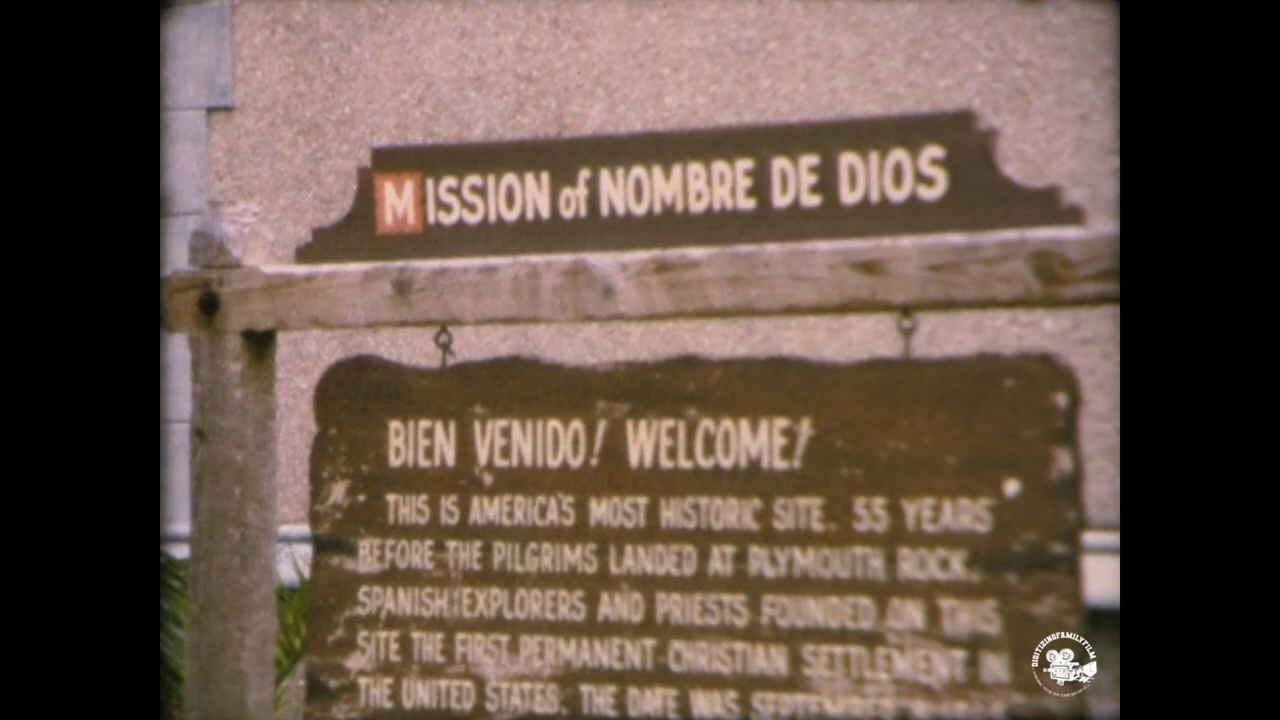 MISSION of NOMBRE DE DIOS
BIEN VENIDO! WELCOME!
THIS IS AMERICA'S MOST HISTORIC SITE. 55 YEARS
BEFORE THE PILGRIMS LANDED AT PLYMOUTH ROCK,
SPANISH EXPLORERS AND PRIESTS FOUNDED ON THIS
SITE THE FIRST PERMANENT CHRISTIAN SETTLEMENT IN
THE UNITED STATES. THE DATE WAS SEPTEMBER
DIGITIZINGFAMILYFILM